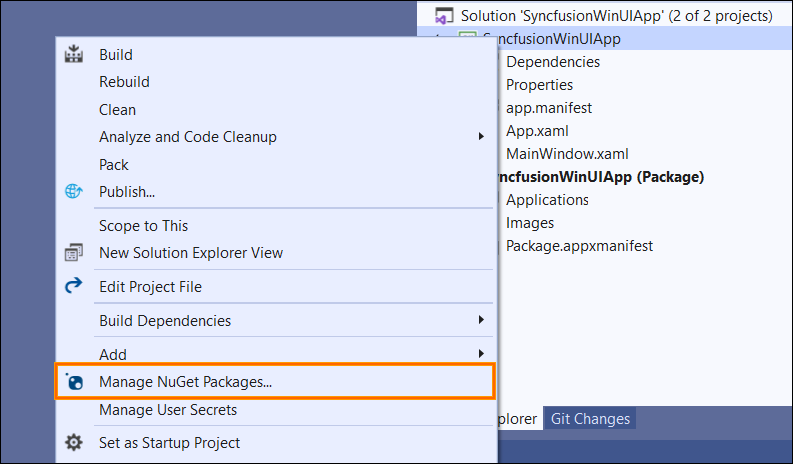 Build
Rebuild
Clean
Analyze and Code Cleanup
Pack
Publish...
Scope to This
New Solution Explorer View
Edit Project File
Build Dependencies
Add
Manage NuGet Packages...
Manage User Secrets
Set as Startup Project
Solution 'SyncfusionWinUIApp' (2 of 2 projects)
SyncfusionWinUIApp
Dependencies
Properties
app.manifest
App.xaml
MainWindow.xaml
yncfusionWinUIApp (Package)
Applications
Images
Package.appxmanifest
plorer
Git Changes